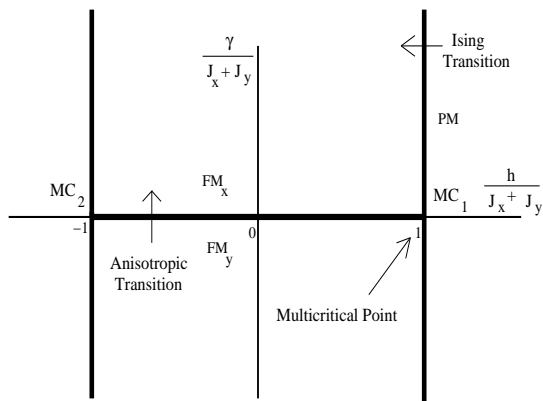 γ
J_x + J_y
Ising
Transition
PM
FM_x
MC_2
MC_1
h
J_x + J_y
−1
0
1
FM_y
Anisotropic
Transition
Multicritical Point